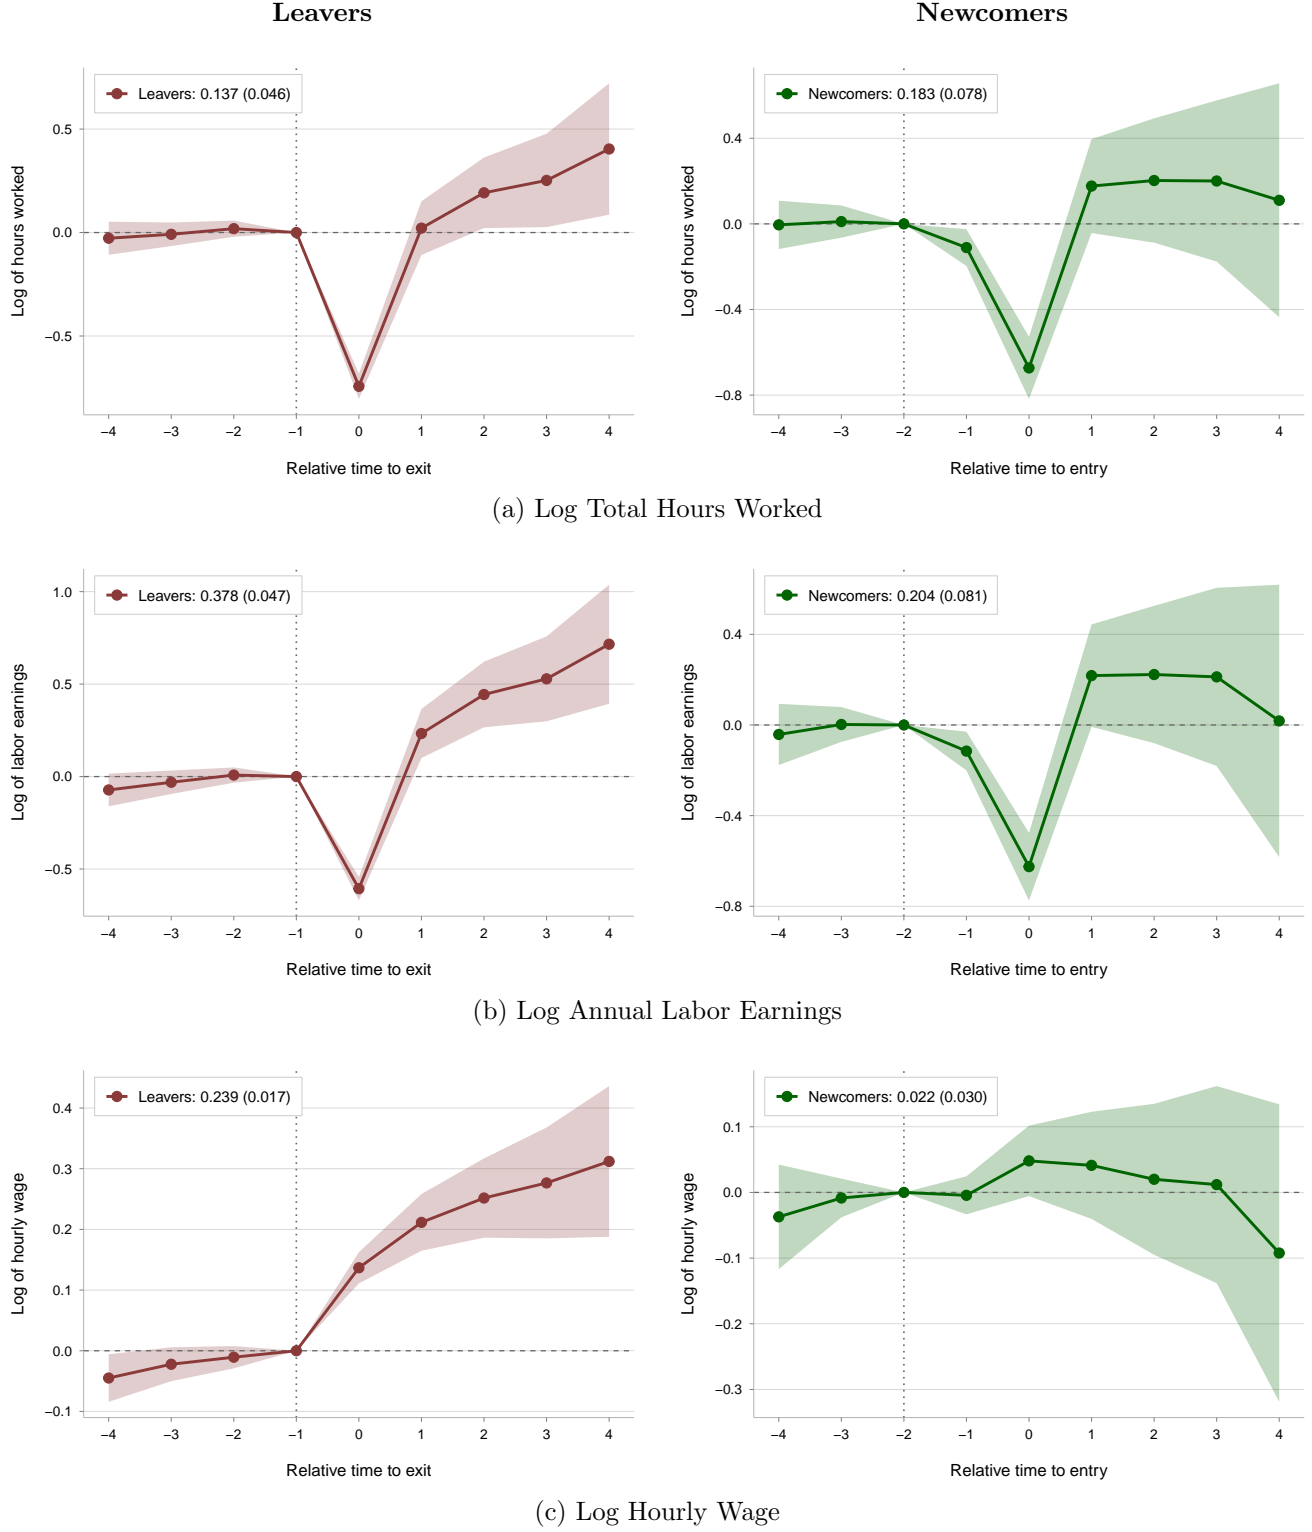 Leavers
Newcomers
Leavers: 0.137 (0.046)
0.5
0.0
−0.5
Log of hours worked
−4 −3 −2 −1 0 1 2 3 4
Relative time to exit
Newcomers: 0.183 (0.078)
0.4
0.0
−0.4
−0.8
Log of hours worked
−4 −3 −2 −1 0 1 2 3 4
Relative time to entry
(a) Log Total Hours Worked
Leavers: 0.378 (0.047)
1.0
0.5
0.0
−0.5
Log of labor earnings
−4 −3 −2 −1 0 1 2 3 4
Relative time to exit
Newcomers: 0.204 (0.081)
0.4
0.0
−0.4
−0.8
Log of labor earnings
−4 −3 −2 −1 0 1 2 3 4
Relative time to entry
(b) Log Annual Labor Earnings
Leavers: 0.239 (0.017)
0.4
0.3
0.2
0.1
0.0
−0.1
Log of hourly wage
−4 −3 −2 −1 0 1 2 3 4
Relative time to exit
Newcomers: 0.022 (0.030)
0.1
0.0
−0.1
−0.2
−0.3
Log of hourly wage
−4 −3 −2 −1 0 1 2 3 4
Relative time to entry
(c) Log Hourly Wage